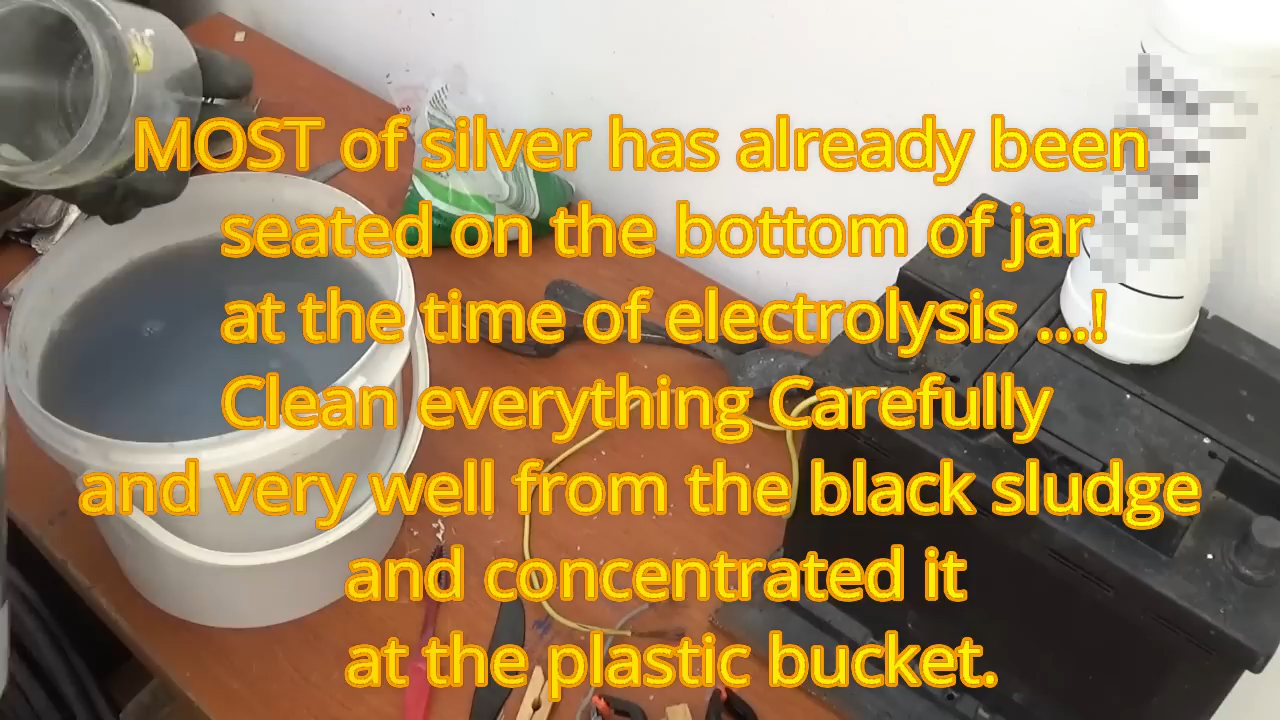 MOST of silver has already been
seated on the bottom of jar
at the time of electrolysis ...!
Clean everything Carefully
and very well from the black sludge
and concentrated it
at the plastic bucket.